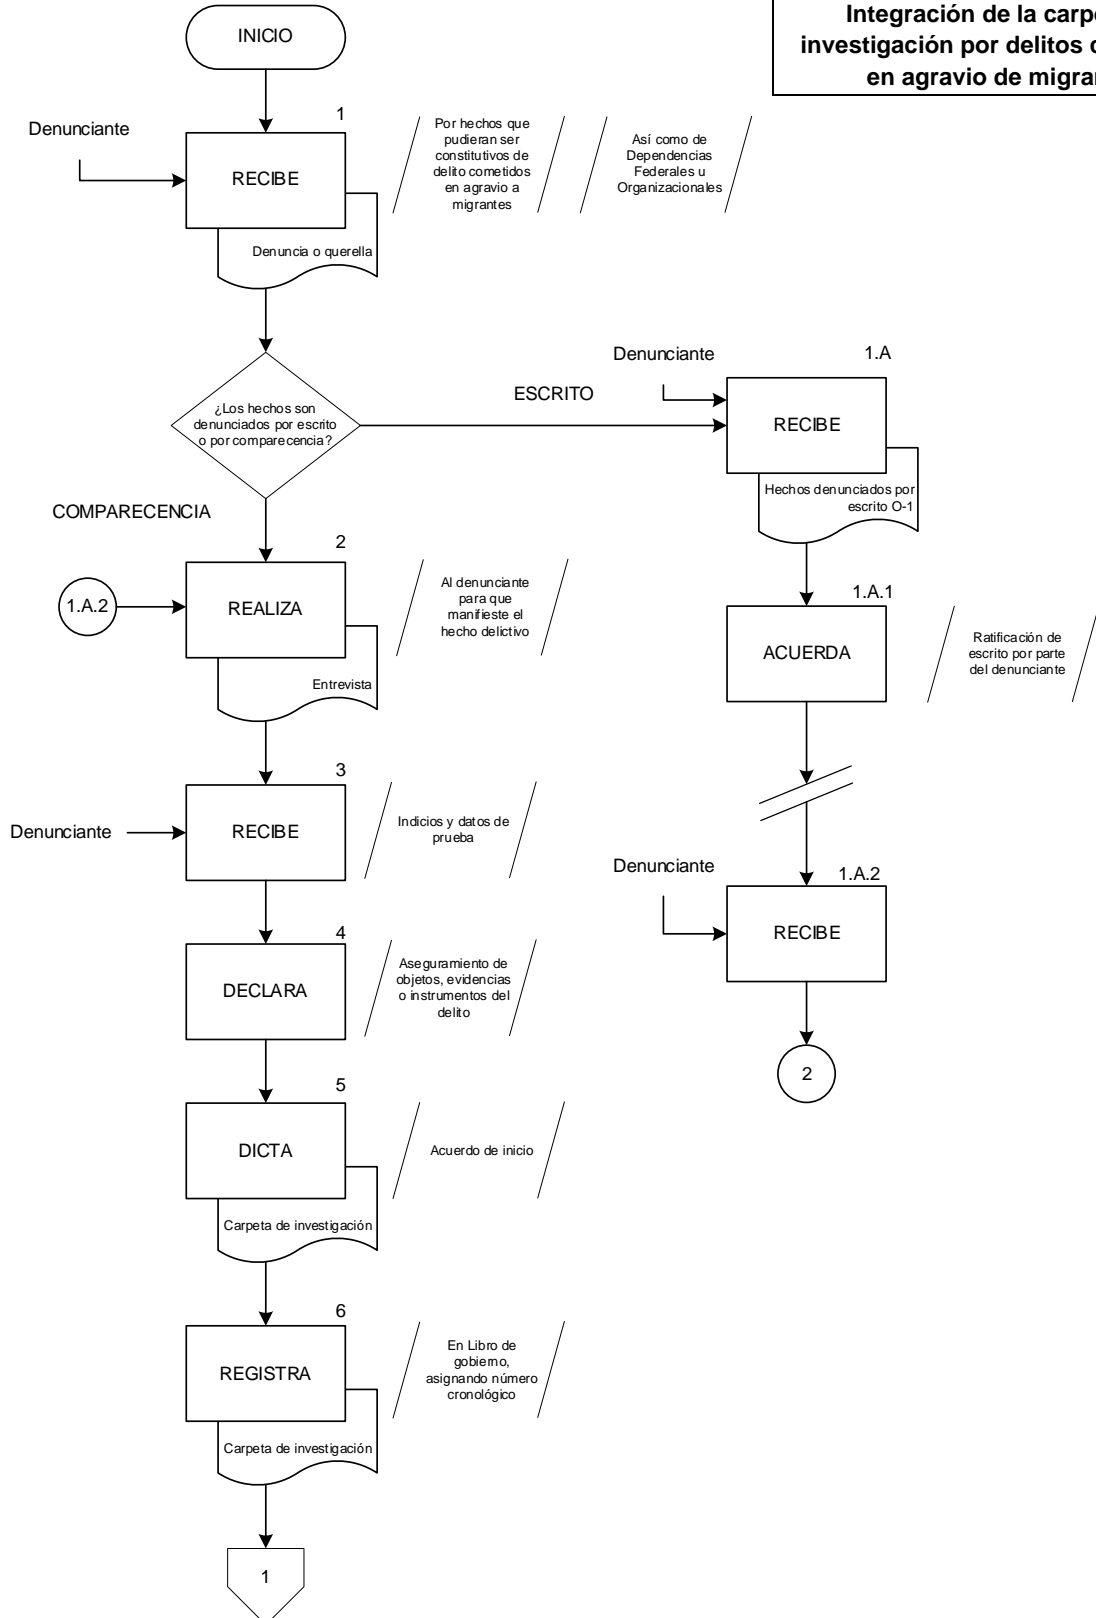 Integración de la
investigación por delitos
en agravio de
INICIO
1
Denunciante
RECIBE
Denuncia o querella
Por hechos que
pudieran ser
constitutivos de
delito cometidos
en agravio a
migrantes
Así como de
Dependencias
Federales u
Organizacionales
¿Los hechos son
denunciados por escrito
o por comparecencia?
ESCRITO
COMPARECENCIA
Denunciante
1.A
RECIBE
Hechos denunciados por
escrito O-1
2
1.A.2
REALIZA
Entrevista
Al denunciante
para que
manifieste el
hecho delictivo
1.A.1
ACUERDA
Ratificación de
escrito por parte
del denunciante
3
Denunciante
RECIBE
Indicios y datos de
prueba
Denunciante
1.A.2
RECIBE
2
4
DECLARA
Aseguramiento de
objetos, evidencias
o instrumentos del
delito
5
DICTA
Carpeta de investigación
Acuerdo de inicio
6
REGISTRA
Carpeta de investigación
En Libro de
gobierno,
asignando número
cronológico
1